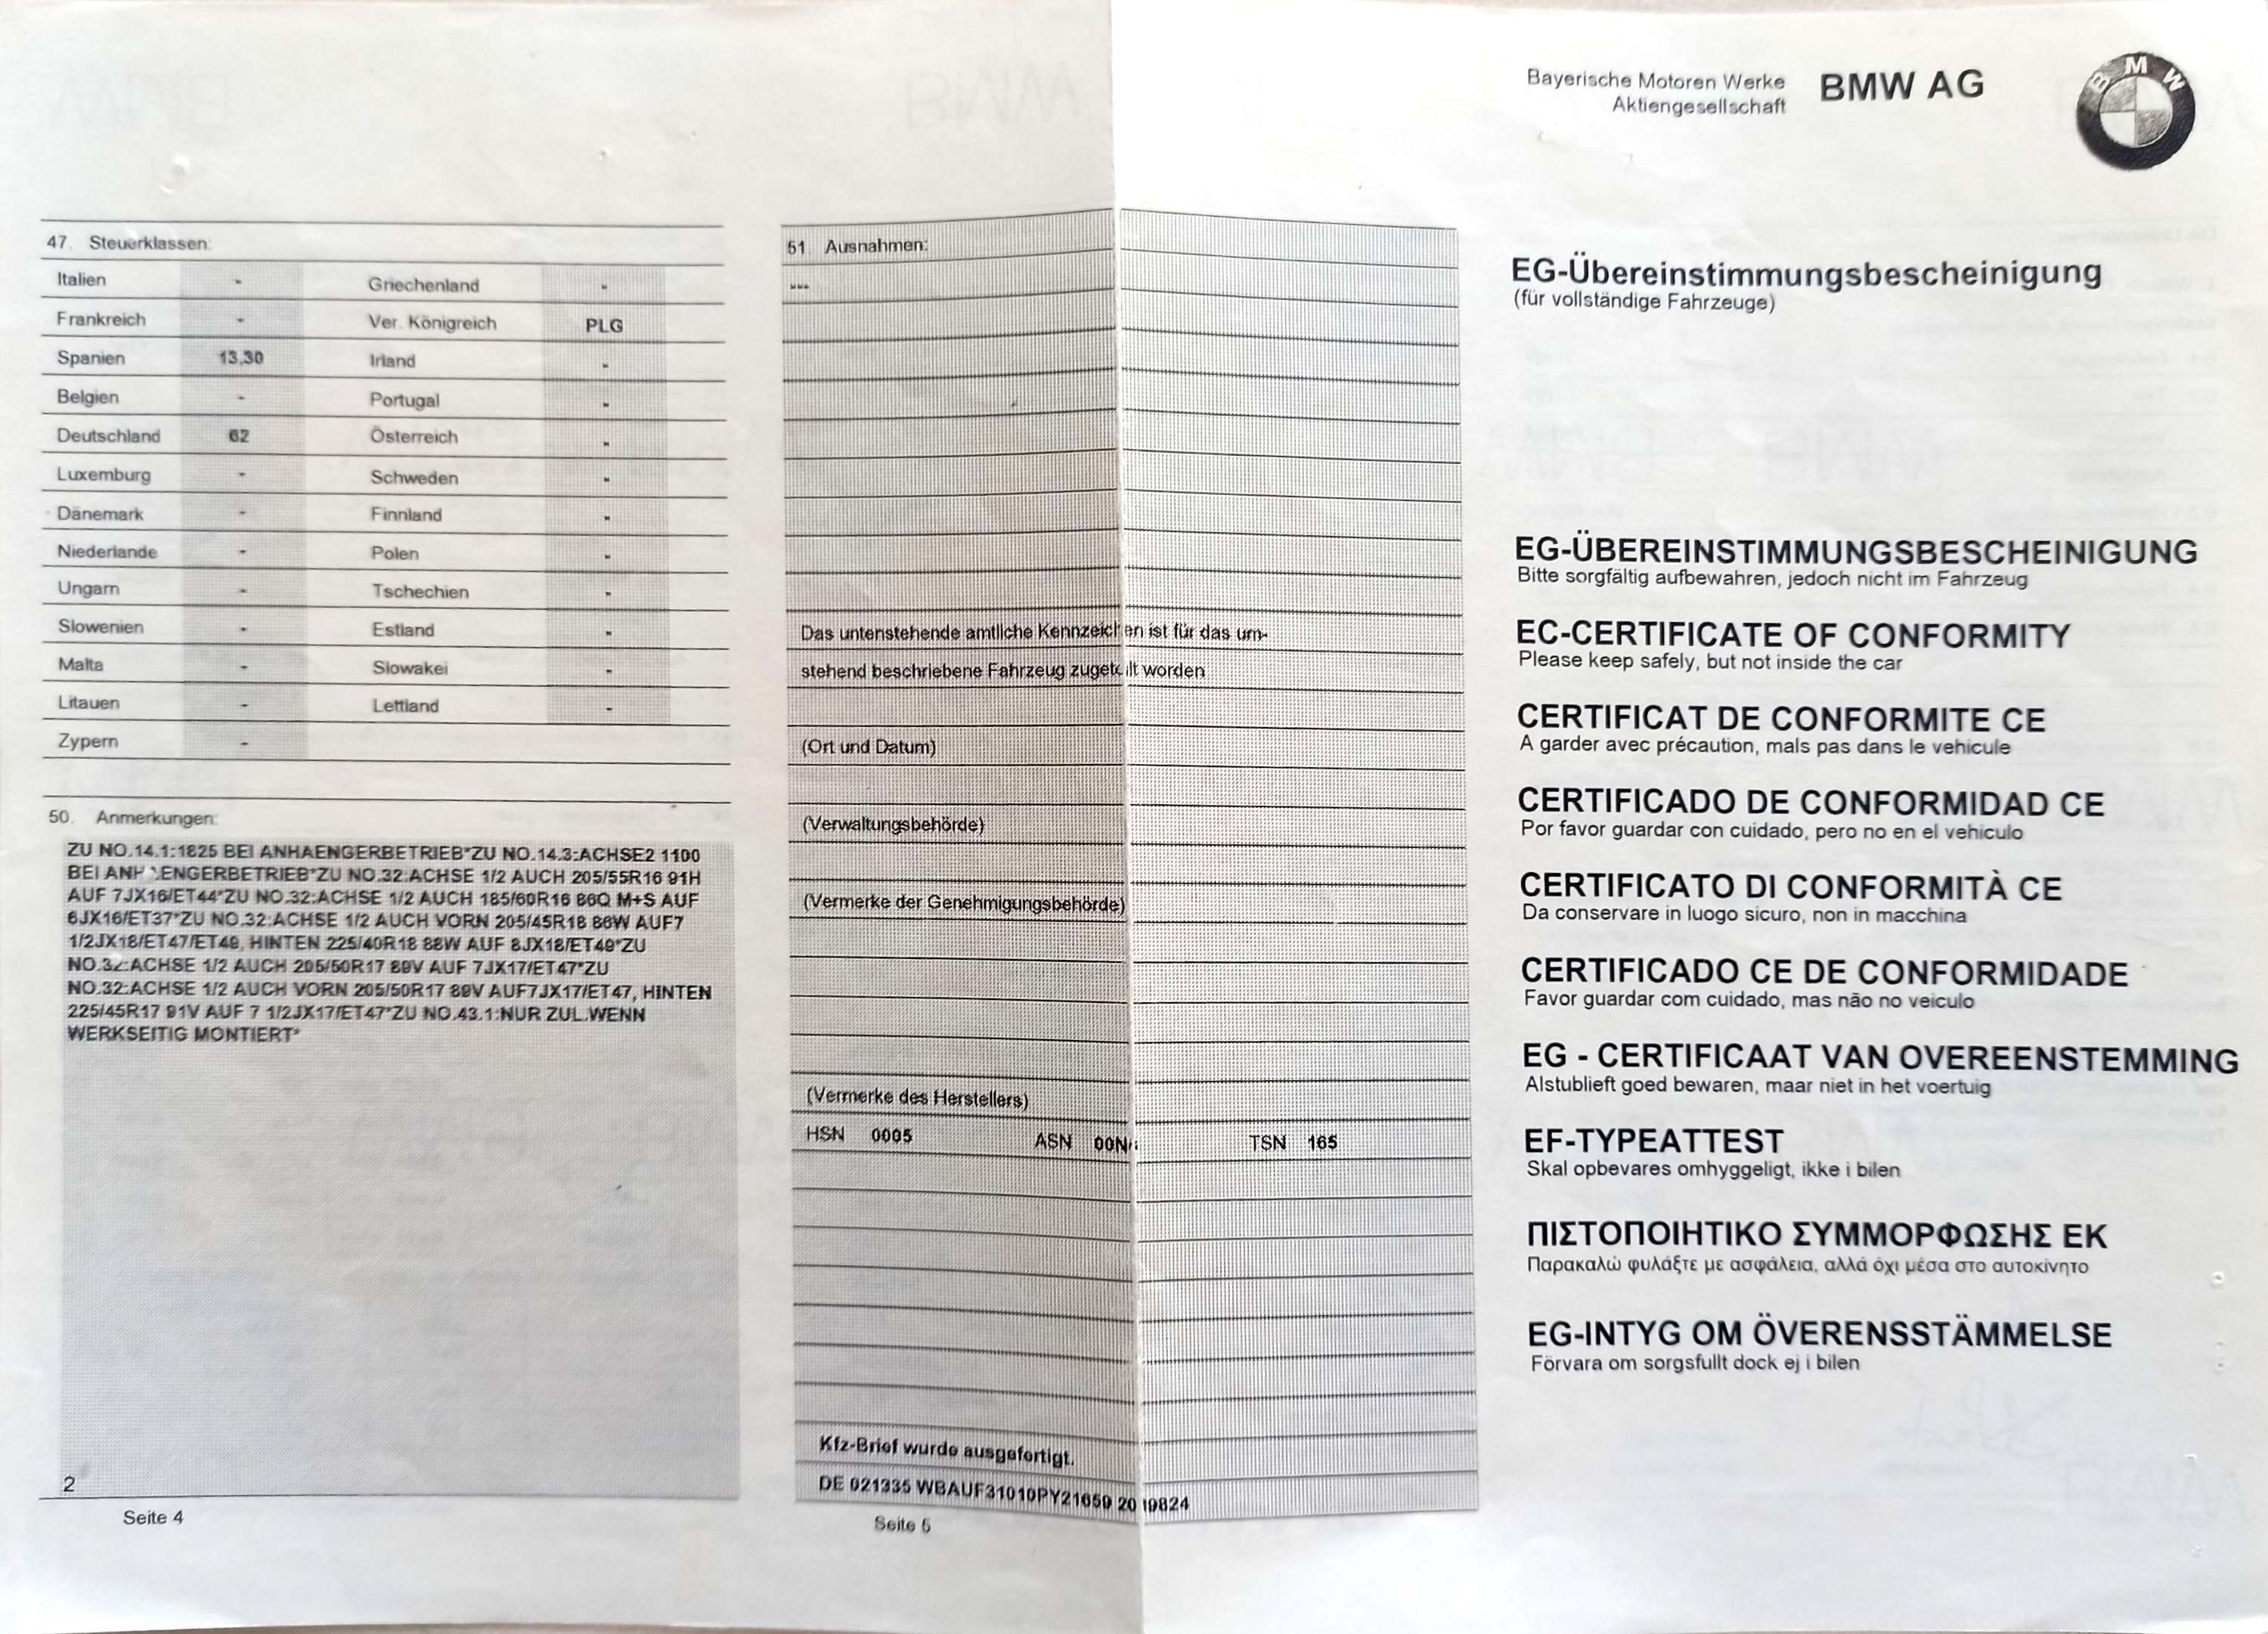 47. Steuerklassen:
Italien - Griechenland -
Frankreich - Ver. Königreich PLG
Spanien 13,30 Irland -
Belgien - Portugal -
Deutschland 62 Österreich -
Luxemburg - Schweden -
Dänemark - Finnland -
Niederlande - Polen -
Ungarn - Tschechien -
Slowenien - Estland -
Malta - Slowakei -
Litauen - Lettland -
Zypern -
50. Anmerkungen:
ZU NO.14.1:1825 BEI ANHAENGERBETRIEB*ZU NO.14.3:ACHSE2 1100
BEI ANH ENGERBETRIEB*ZU NO.32:ACHSE 1/2 AUCH 205/55R16 91H
AUF 7JX16/ET44*ZU NO.32:ACHSE 1/2 AUCH 185/60R16 86Q M+S AUF
6JX16/ET37*ZU NO.32:ACHSE 1/2 AUCH VORN 205/45R18 86W AUF7
1/2JX18/ET47/ET49, HINTEN 225/40R18 88W AUF 8JX18/ET49*ZU
NO.32:ACHSE 1/2 AUCH 205/50R17 89V AUF 7JX17/ET47*ZU
NO.32:ACHSE 1/2 AUCH VORN 205/50R17 89V AUF7JX17/ET47, HINTEN
225/45R17 91V AUF 7 1/2JX17/ET47*ZU NO.43.1:NUR ZUL.WENN
WERKSEITIG MONTIERT*
2
Seite 4
51. Ausnahmen:
---
Das untenstehende amtliche Kennzeichen ist für das um-
stehend beschriebene Fahrzeug zugeteilt worden
(Ort und Datum)
(Verwaltungsbehörde)
(Vermerke der Genehmigungsbehörde)
(Vermerke des Herstellers)
HSN 0005 ASN 00N TSN 165
Kfz-Brief wurde ausgefertigt.
DE 021335 WBAUF31010PY21659 20 9824
Seite 5
Bayerische Motoren Werke
Aktiengesellschaft
BMW AG
BMW
EG-Übereinstimmungsbescheinigung
(für vollständige Fahrzeuge)
EG-ÜBEREINSTIMMUNGSBESCHEINIGUNG
Bitte sorgfältig aufbewahren, jedoch nicht im Fahrzeug
EC-CERTIFICATE OF CONFORMITY
Please keep safely, but not inside the car
CERTIFICAT DE CONFORMITE CE
A garder avec précaution, mals pas dans le vehicule
CERTIFICADO DE CONFORMIDAD CE
Por favor guardar con cuidado, pero no en el vehiculo
CERTIFICATO DI CONFORMITÀ CE
Da conservare in luogo sicuro, non in macchina
CERTIFICADO CE DE CONFORMIDADE
Favor guardar com cuidado, mas não no veiculo
EG - CERTIFICAAT VAN OVEREENSTEMMING
Alstublieft goed bewaren, maar niet in het voertuig
EF-TYPEATTEST
Skal opbevares omhyggeligt, ikke i bilen
ΠΙΣΤΟΠΟΙΗΤΙΚΟ ΣΥΜΜΟΡΦΩΣΗΣ ΕΚ
Παρακαλώ φυλάξτε με ασφάλεια, αλλά όχι μέσα στο αυτοκίνητο
EG-INTYG OM ÖVERENSSTÄMMELSE
Förvara om sorgsfullt dock ej i bilen